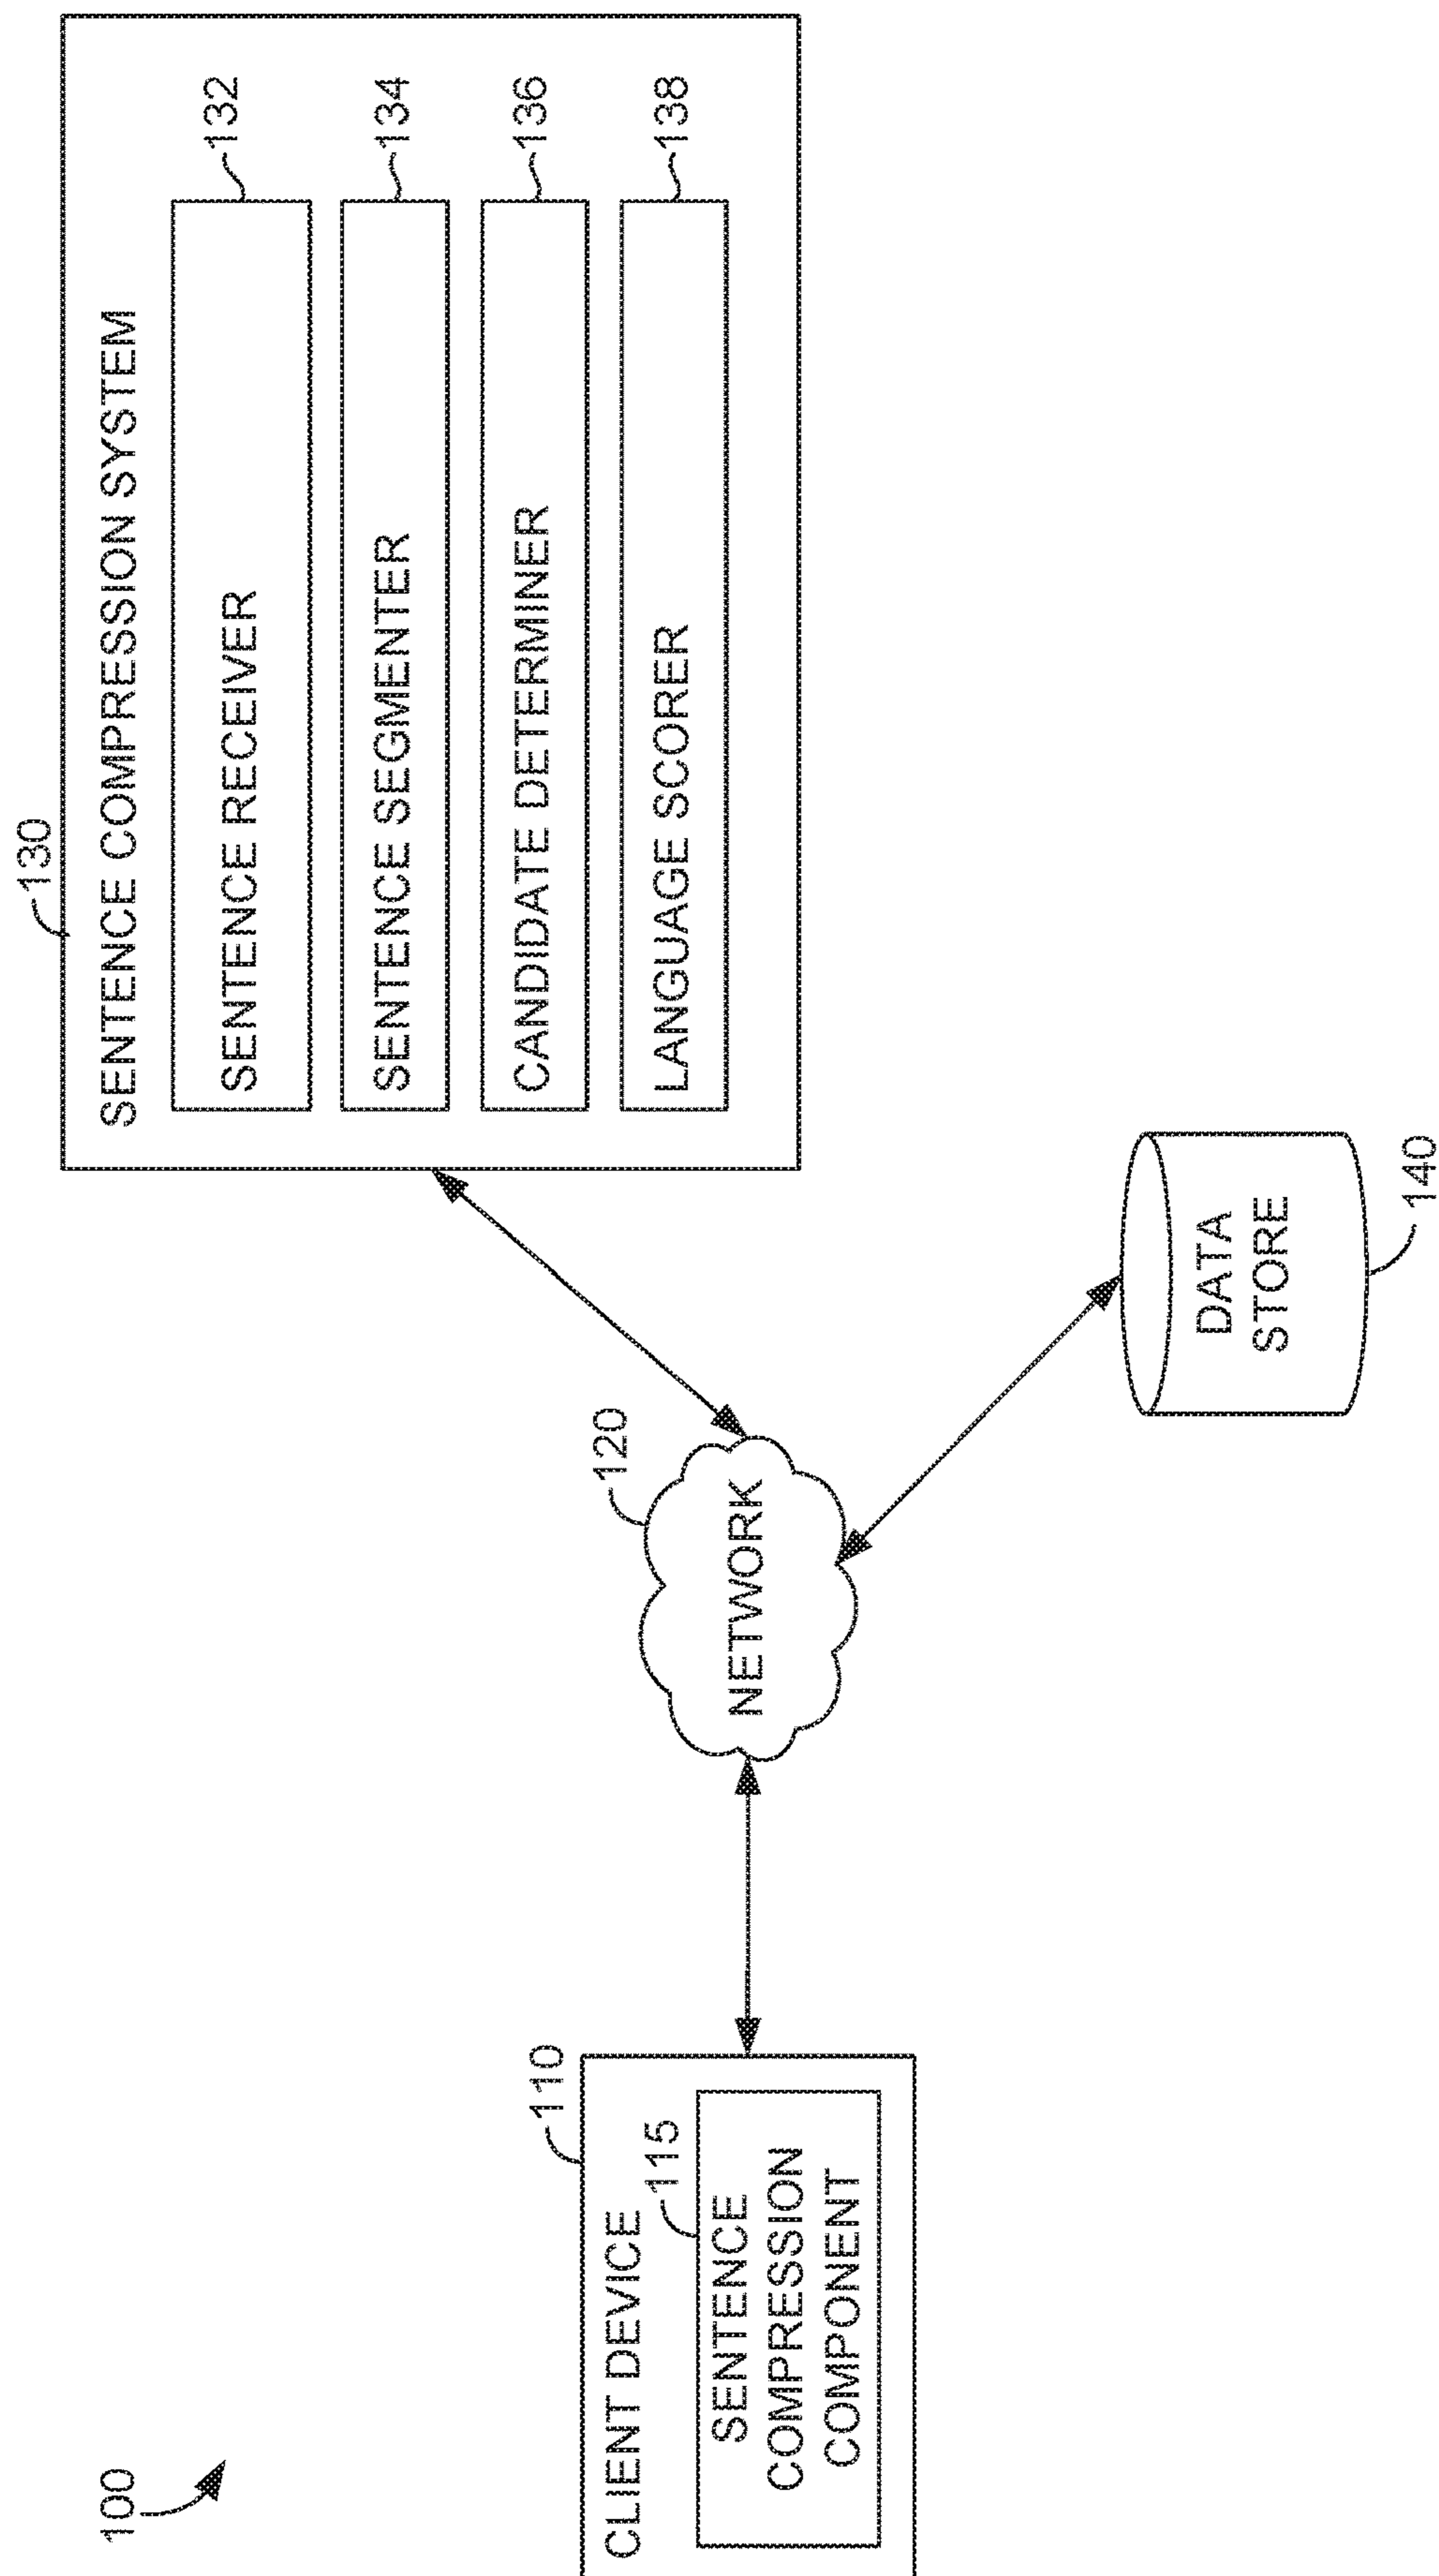 100
110
CLIENT DEVICE
115
SENTENCE
COMPRESSION
COMPONENT
120
NETWORK
130
SENTENCE COMPRESSION SYSTEM
SENTENCE RECEIVER
132
SENTENCE SEGMENTER
134
CANDIDATE DETERMINER
136
LANGUAGE SCORER
138
DATA
STORE
140